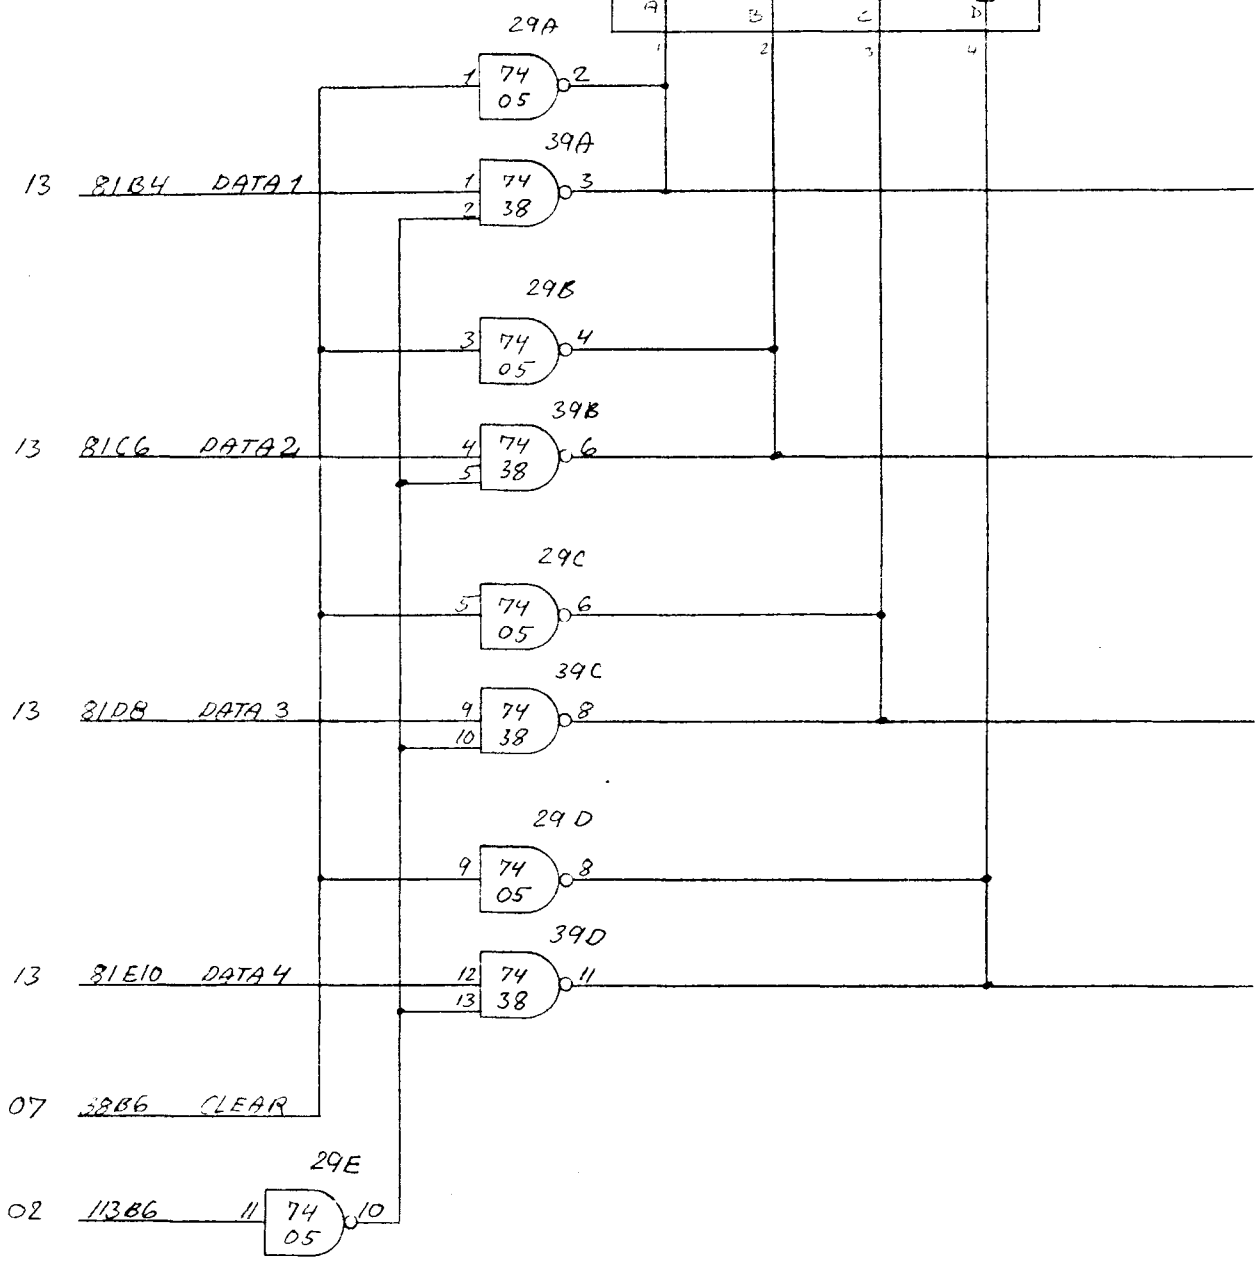 A B C D
1 2 3 4
29A
1 74 2
05
39A
13 81B4 DATA1 1 74 3
2 38
29B
3 74 4
05
39B
13 81C6 DATA2 4 74 6
5 38
29C
5 74 6
05
39C
13 81D8 DATA 3 9 74 8
10 38
29D
9 74 8
05
39D
13 81E10 DATA4 12 74 11
13 38
07 38B6 CLEAR
29E
02 113B6 11 74 10
05